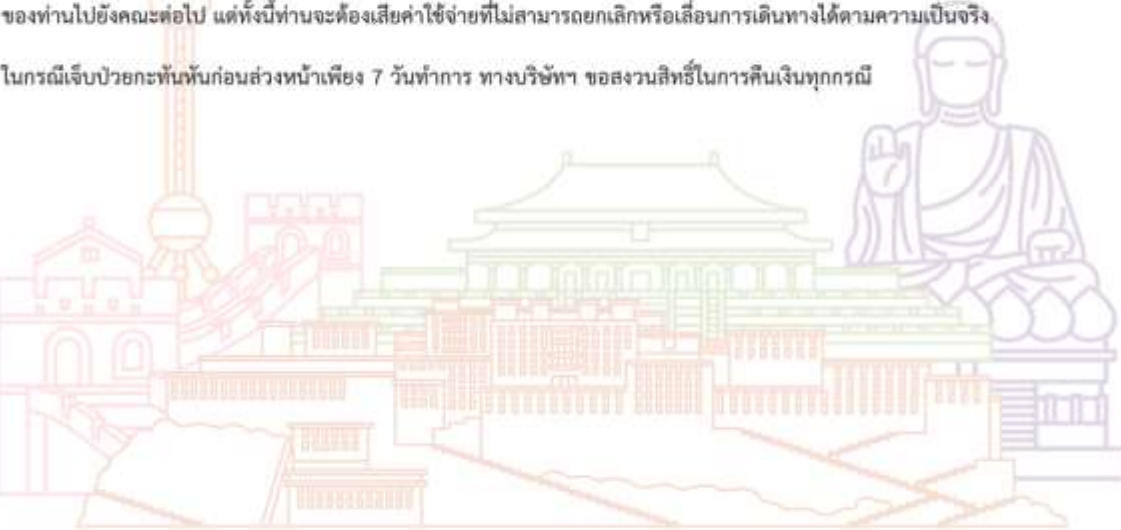 ของท่านไปยังคณะต่อไป แต่ทั้งนี้ท่านจะต้องเสียค่าใช้จ่ายที่ไม่สามารถยกเลิกหรือเลื่อนการเดินทางได้ตามความเป็นจริง
ในกรณีเจ็บป่วยกะทันหันก่อนล่วงหน้าเพียง 7 วันทำการ ทางบริษัทฯ ขอสงวนสิทธิ์ในการคืนเงินทุกกรณี